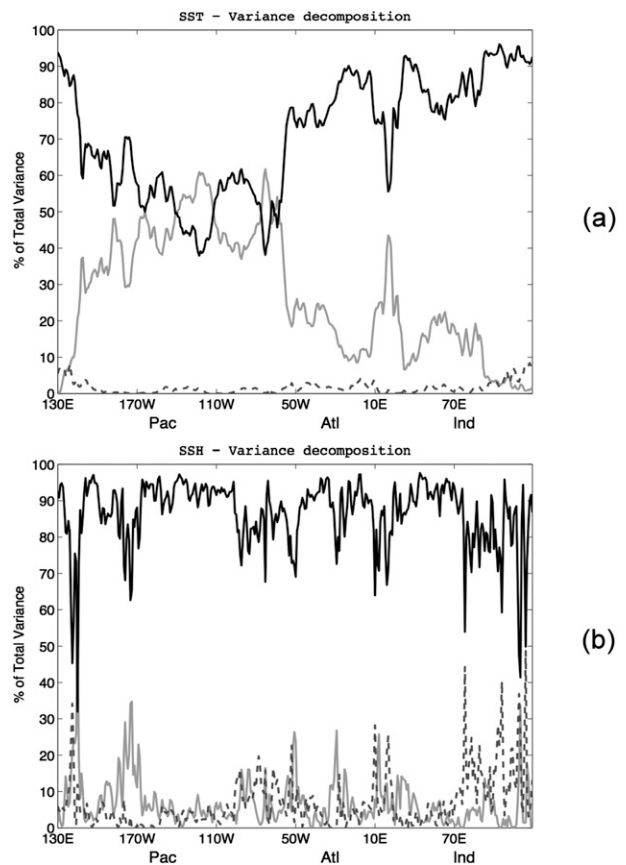 SST - Variance decomposition
100
90
80
70
60
50
40
30
20
10
0
% of Total Variance
130E 170W 110W 50W 10E 70E
Pac Atl Ind
(a)
SSH - Variance decomposition
100
90
80
70
60
50
40
30
20
10
0
% of Total Variance
130E 170W 110W 50W 10E 70E
Pac Atl Ind
(b)